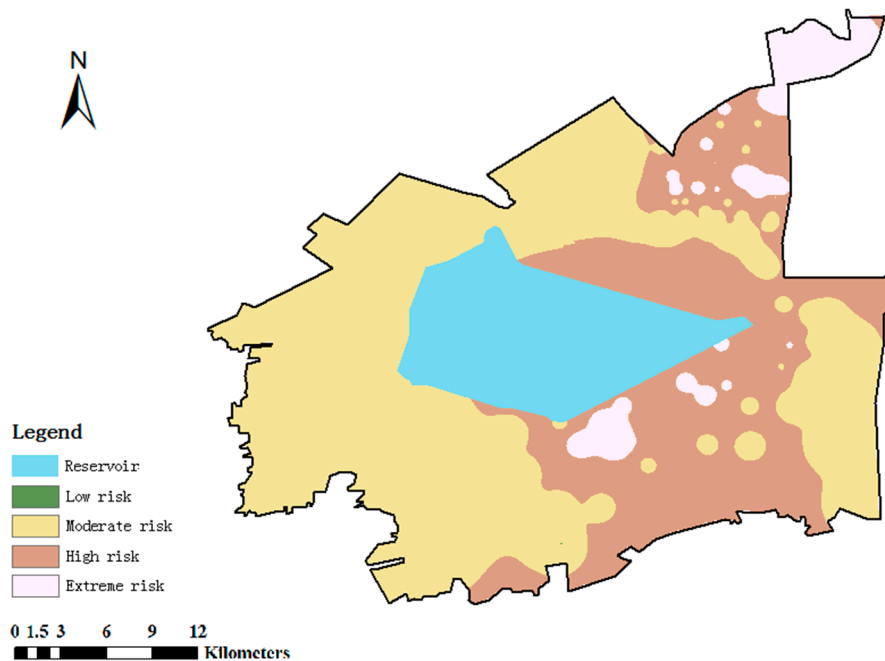 N
Legend
Reservoir
Low risk
Moderate risk
High risk
Extreme risk
0 1.5 3 6 9 12
Kilometers